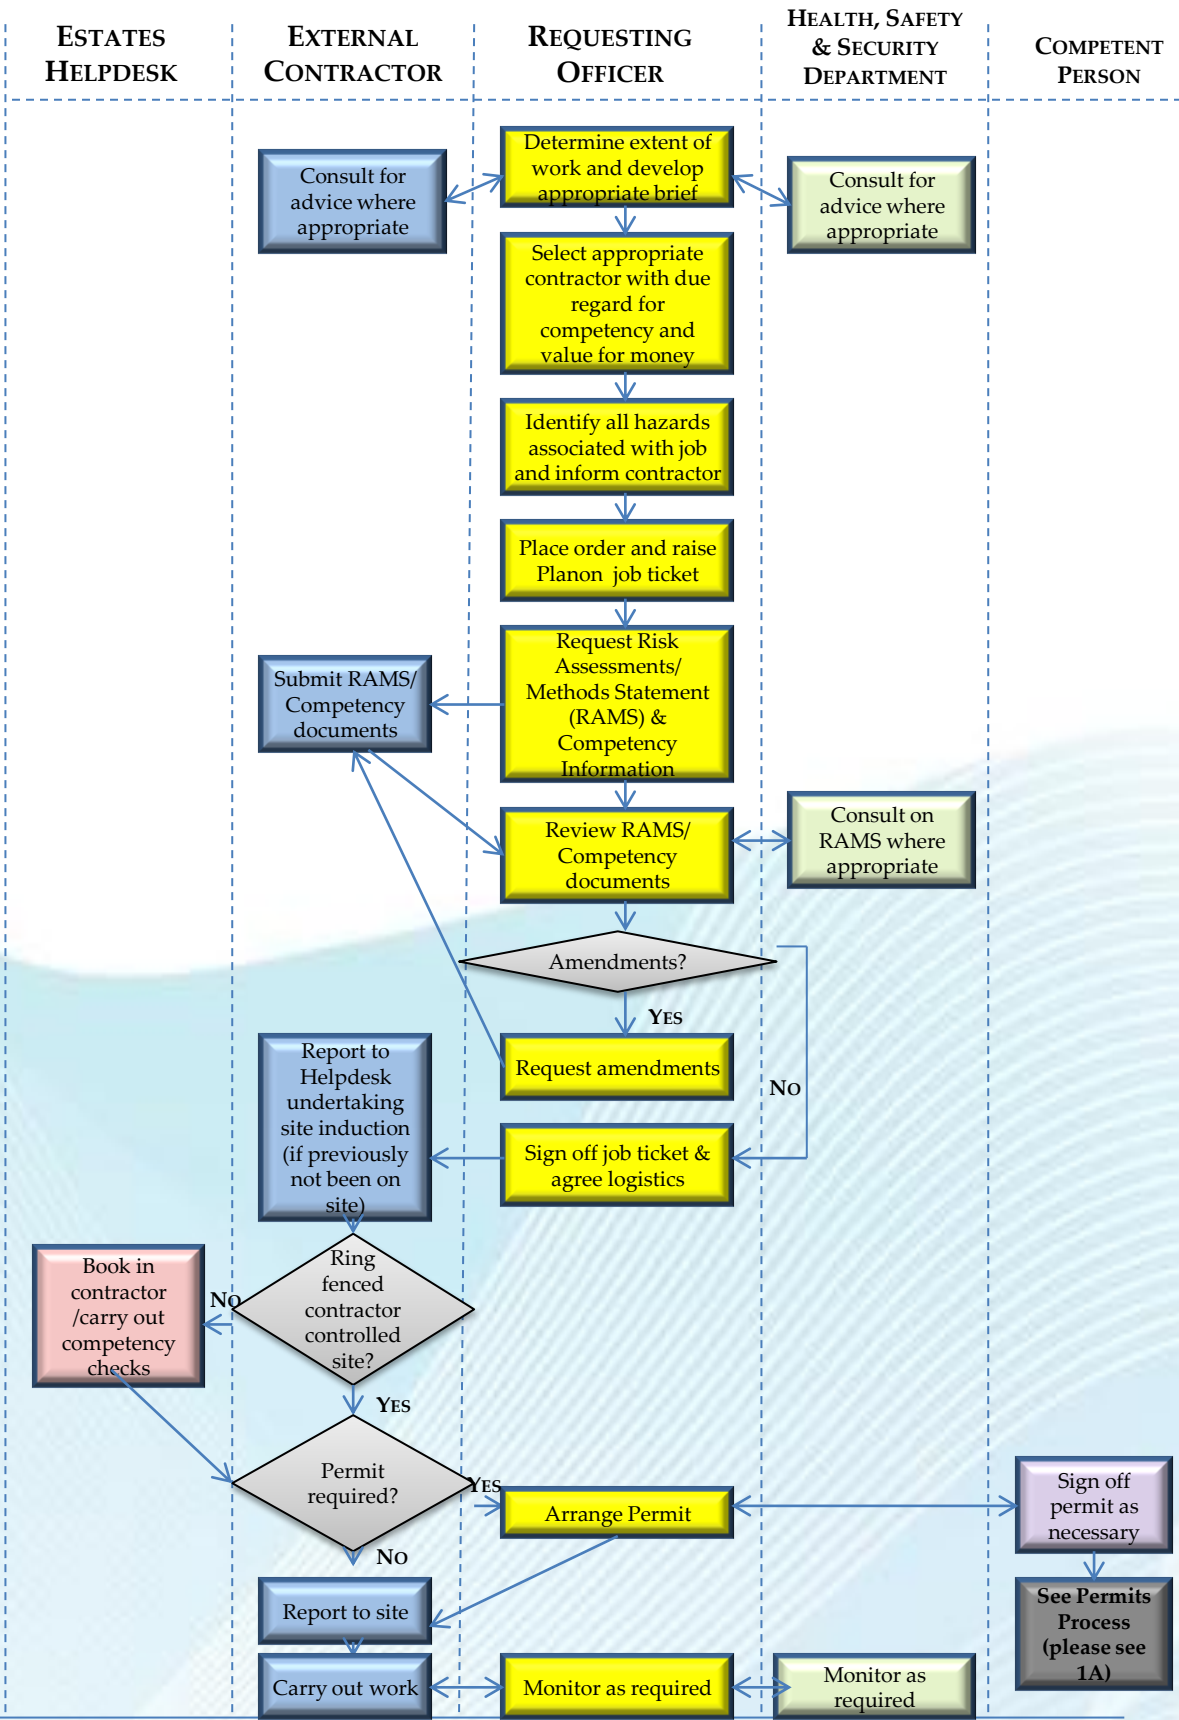 ESTATES
HELPDESK
EXTERNAL
CONTRACTOR
REQUESTING
OFFICER
HEALTH, SAFETY
& SECURITY
DEPARTMENT
COMPETENT
PERSON
Consult for
advice where
appropriate
Determine extent of
work and develop
appropriate brief
Consult for
advice where
appropriate
Select appropriate
contractor with due
regard for
competency and
value for money
Identify all hazards
associated with job
and inform contractor
Place order and raise
Planon job ticket
Request Risk
Assessments/
Methods Statement
(RAMS) &
Competency
Information
Submit RAMS/
Competency
documents
Review RAMS/
Competency
documents
Consult on
RAMS where
appropriate
Amendments?
YES
Request amendments
NO
Sign off job ticket &
agree logistics
Report to
Helpdesk
undertaking
site induction
(if previously
not been on
site)
Ring
fenced
contractor
controlled
site?
NO
Book in
contractor
/carry out
competency
checks
YES
Permit
required?
YES
Arrange Permit
Sign off
permit as
necessary
NO
See Permits
Process
(please see
1A)
Report to site
Carry out work
Monitor as required
Monitor as
required